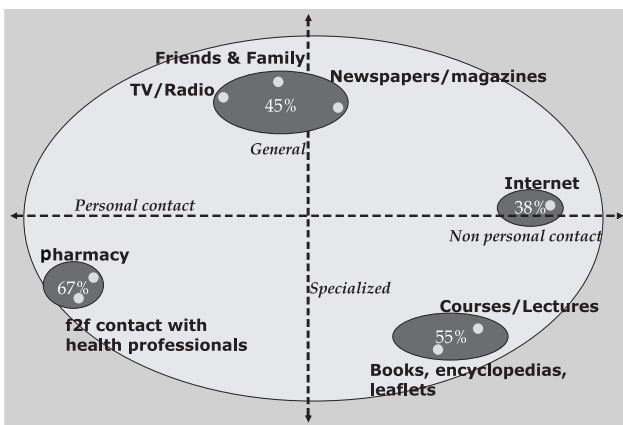 Friends & Family
TV/Radio
Newspapers/magazines
45%
General
Internet
38%
Personal contact
Non personal contact
pharmacy
67%
Specialized
f2f contact with
health professionals
Courses/Lectures
55%
Books, encyclopedias,
leaflets